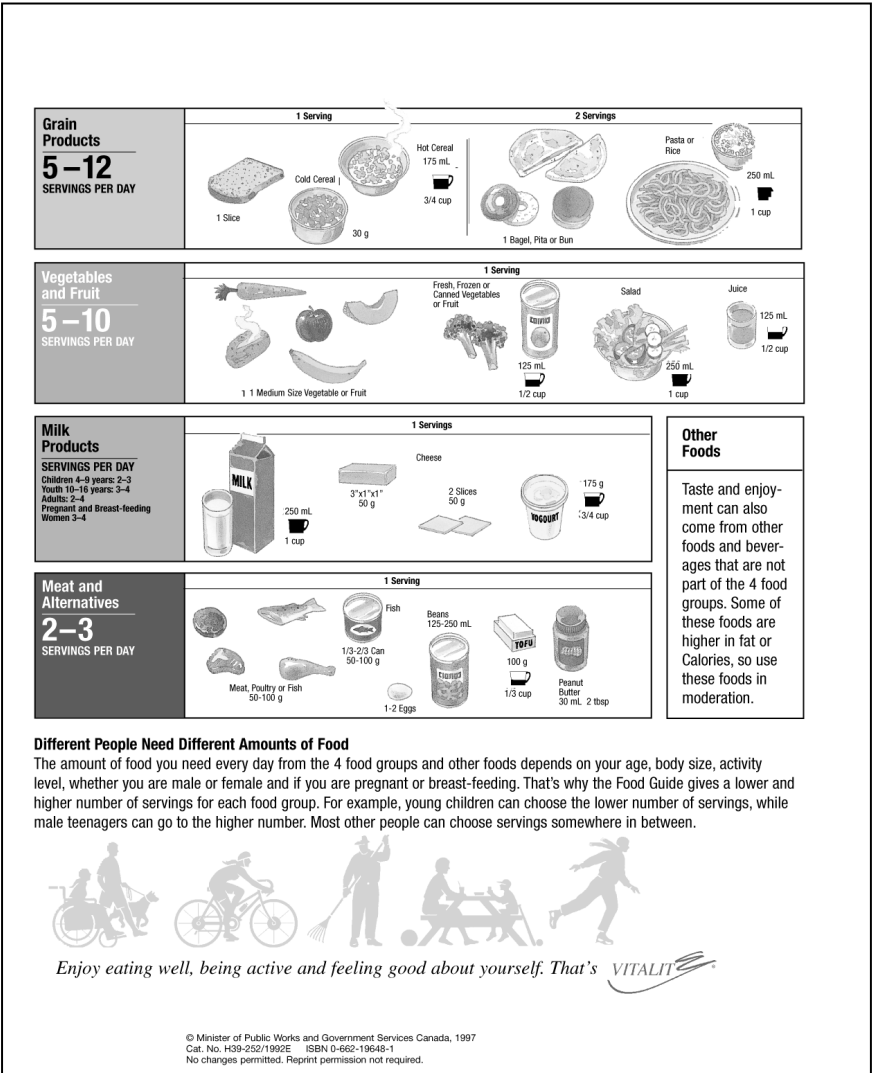 Grain
Products
5–12
SERVINGS PER DAY
1 Serving
1 Slice
Cold Cereal
30 g
Hot Cereal
175 mL
3/4 cup
2 Servings
1 Bagel, Pita or Bun
Pasta or
Rice
250 mL
1 cup
Vegetables
and Fruit
5–10
SERVINGS PER DAY
1 Serving
1 1 Medium Size Vegetable or Fruit
Fresh, Frozen or
Canned Vegetables
or Fruit
125 mL
1/2 cup
Salad
250 mL
1 cup
Juice
125 mL
1/2 cup
Milk
Products
SERVINGS PER DAY
Children 4–9 years: 2–3
Youth 10–16 years: 3–4
Adults: 2–4
Pregnant and Breast-feeding
Women 3–4
1 Servings
MILK
250 mL
1 cup
Cheese
3"x1"x1"
50 g
2 Slices
50 g
YOGOURT
175 g
3/4 cup
Other
Foods
Taste and enjoy-
ment can also
come from other
foods and bever-
ages that are not
part of the 4 food
groups. Some of
these foods are
higher in fat or
Calories, so use
these foods in
moderation.
Meat and
Alternatives
2–3
SERVINGS PER DAY
1 Serving
Meat, Poultry or Fish
50-100 g
Fish
1/3-2/3 Can
50-100 g
1-2 Eggs
Beans
125-250 mL
TOFU
100 g
1/3 cup
Peanut
Butter
30 mL 2 tbsp
Different People Need Different Amounts of Food
The amount of food you need every day from the 4 food groups and other foods depends on your age, body size, activity
level, whether you are male or female and if you are pregnant or breast-feeding. That's why the Food Guide gives a lower and
higher number of servings for each food group. For example, young children can choose the lower number of servings, while
male teenagers can go to the higher number. Most other people can choose servings somewhere in between.
Enjoy eating well, being active and feeling good about yourself. That's VITALIT
© Minister of Public Works and Government Services Canada, 1997
Cat. No. H39-252/1992E ISBN 0-662-19648-1
No changes permitted. Reprint permission not required.